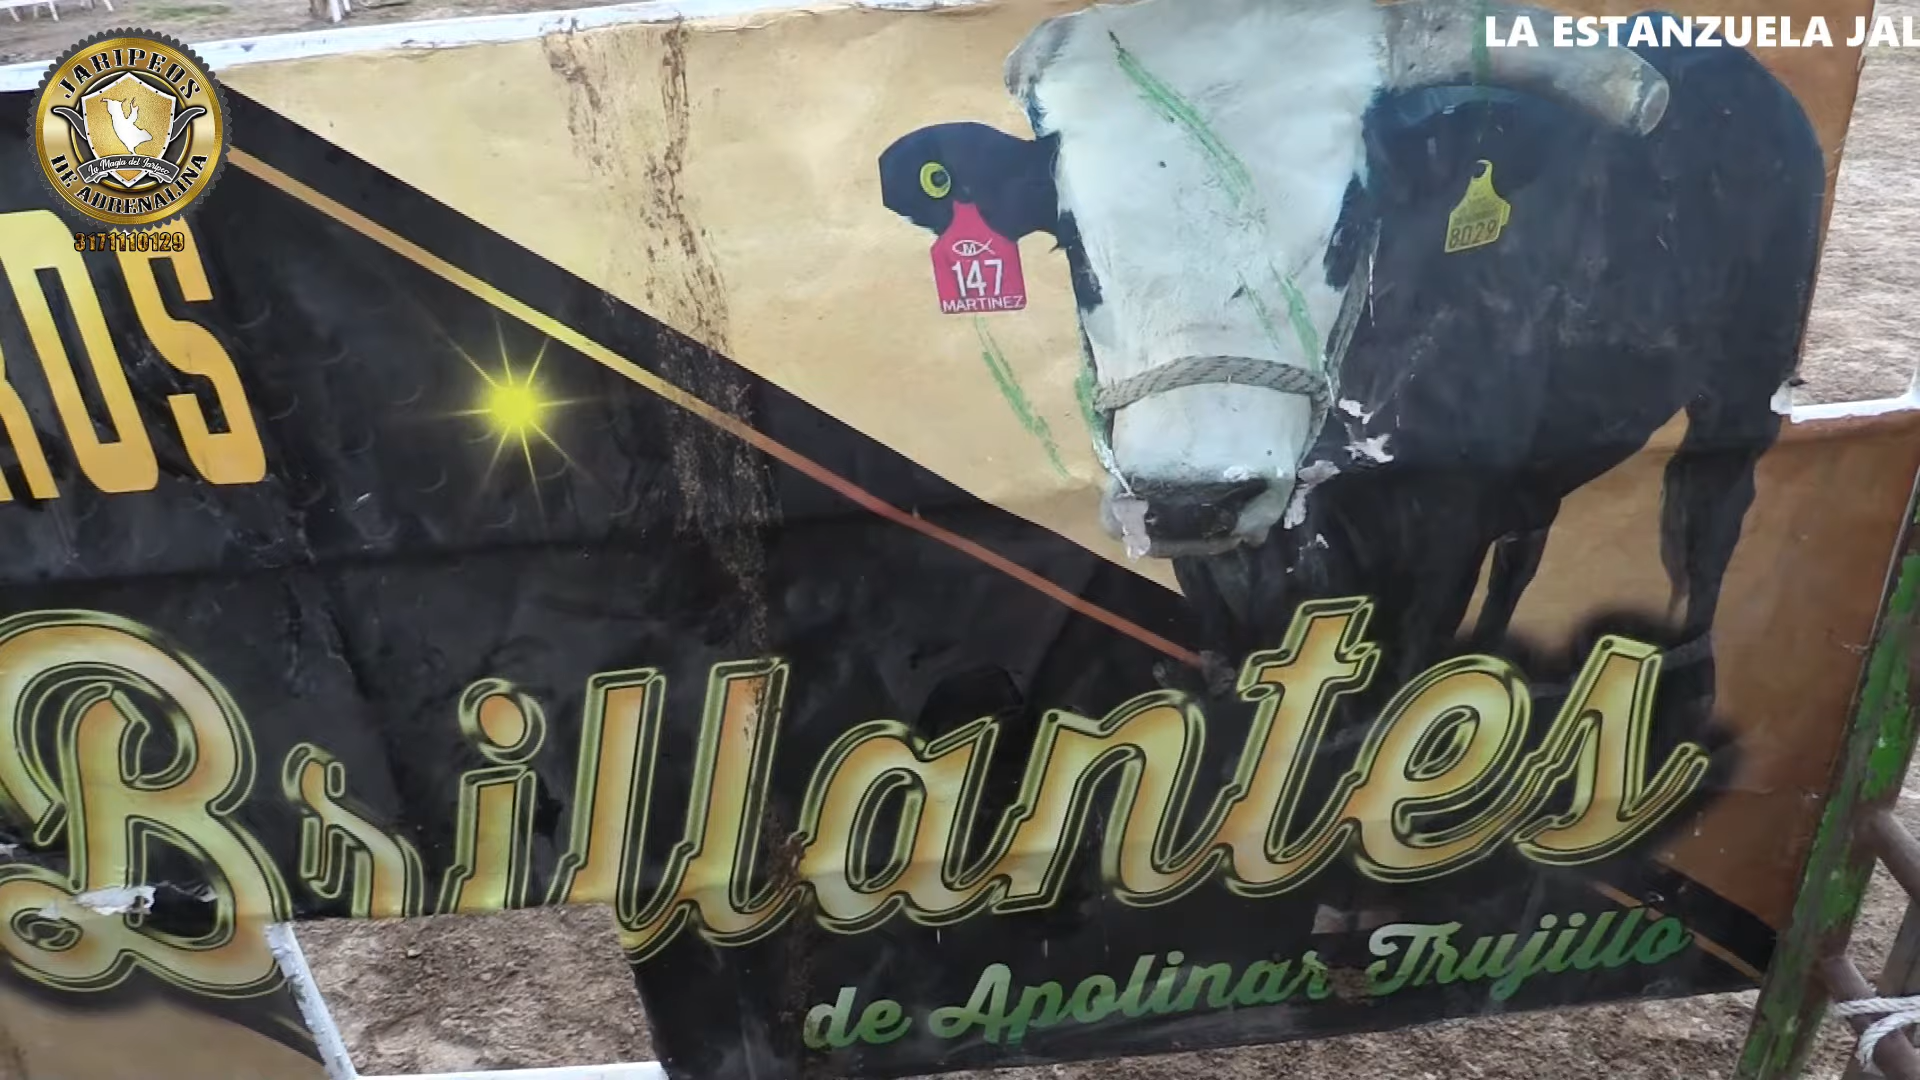 LA ESTANZUELA JAL
JARIPEOS
La Magia del Jaripeo
DE ADRENALINA
3171110129
ROS
M
147
MARTINEZ
8029
Brillantes
de Apolinar Trujillo